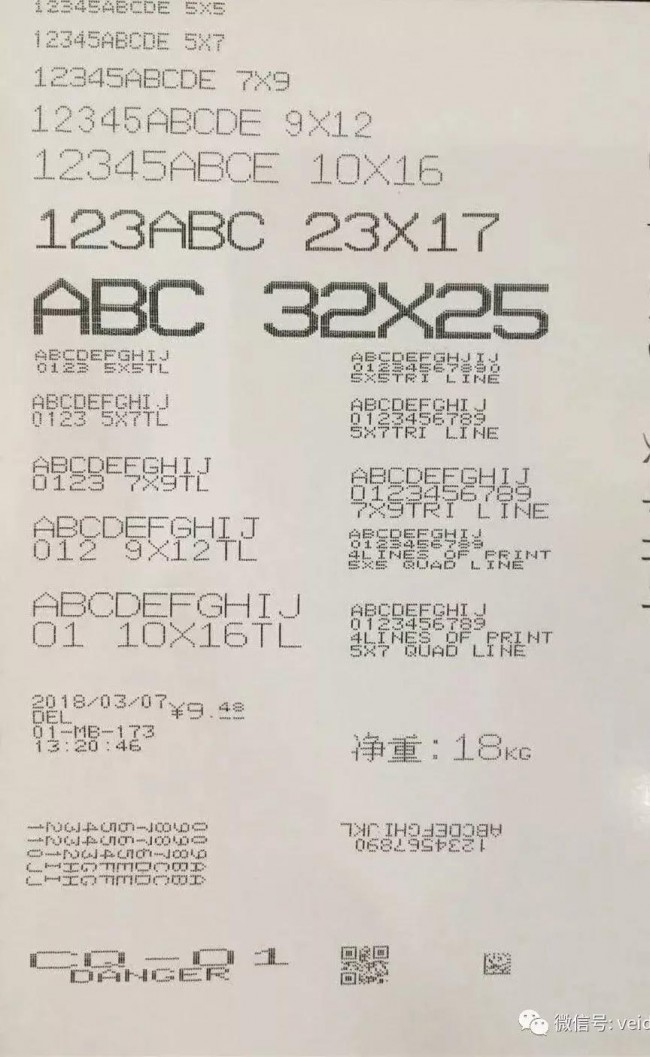 12345ABCDE 5X5
12345ABCDE 5X7
12345ABCDE 7X9
12345ABCDE 9X12
12345ABCE 10X16
123ABC 23X17
ABC 32X25
ABCDEFGHIJ
0123 5X5TL
ABCDEFGHIJ
0123 5X7TL
ABCDEFGHIJ
0123 7X9TL
ABCDEFGHIJ
012 9X12TL
ABCDEFGHIJ
01 10X16TL
ABCDEFGHJIJ
01234567890
5X5TRI LINE
ABCDEFGHIJ
0123456789
5X7TRI LINE
ABCDEFGHIJ
0123456789
7X9TRI LINE
ABCDEFGHIJ
0123456789
4LINES OF PRINT
5X5 QUAD LINE
ABCDEFGHIJ
0123456789
4LINES OF PRINT
5X7 QUAD LINE
2018/03/07
DEL
01-MB-173
13:20:46
¥9.48
净重:18KG
ABCDEFGHIJKL
1234567890
CQ-01
DANGER
微信号: veid